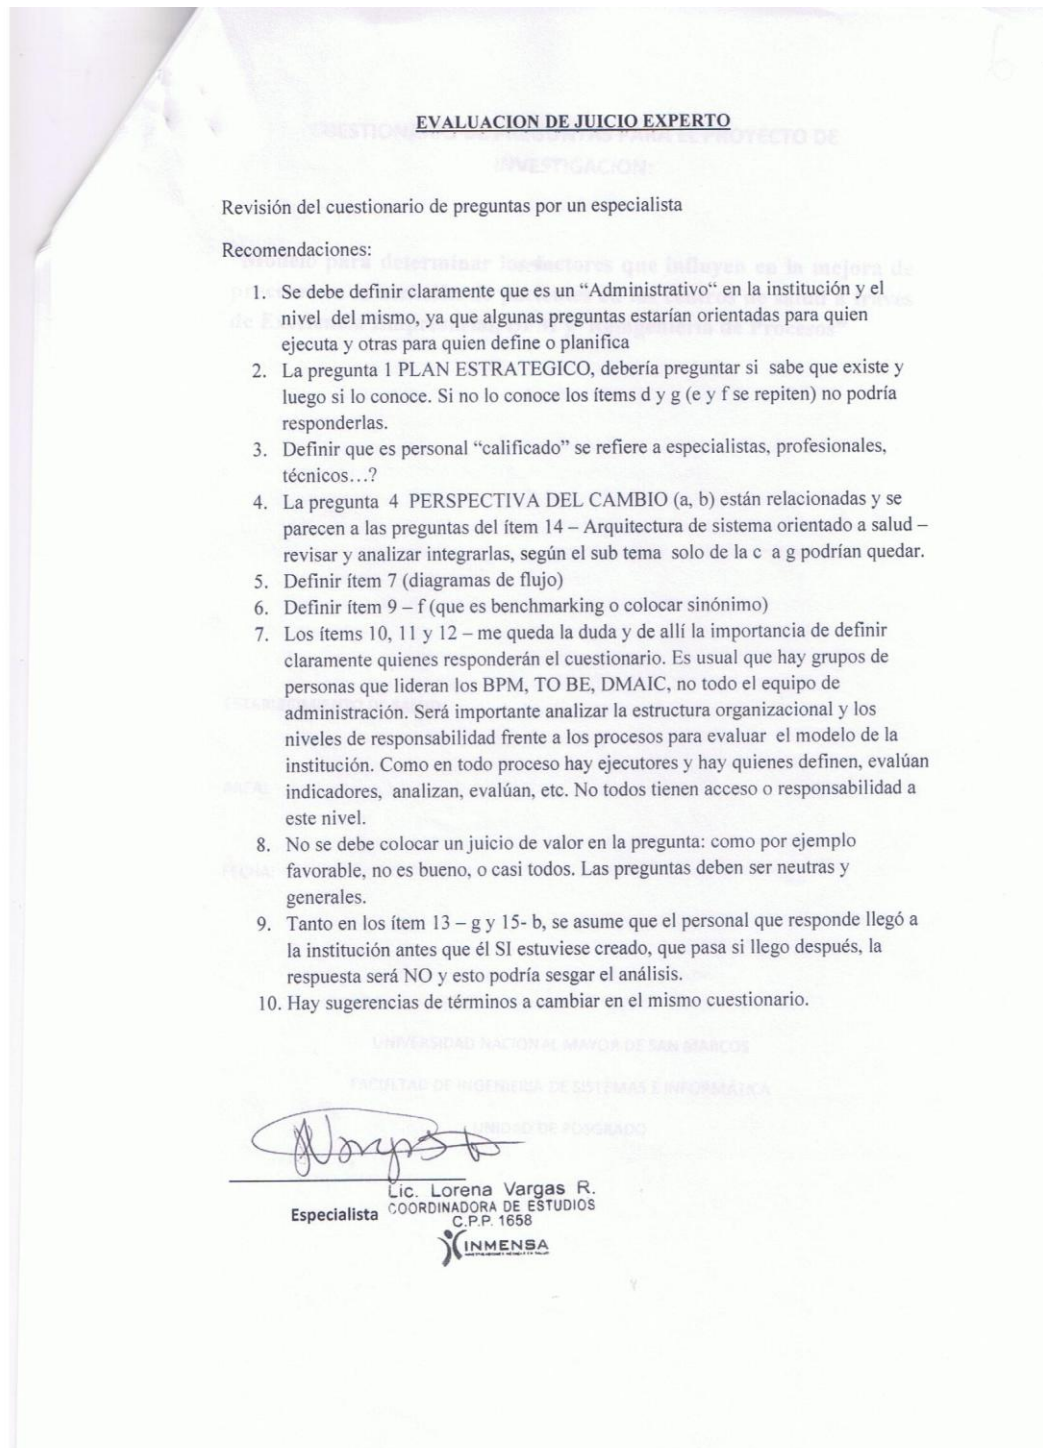 EVALUACION DE JUICIO EXPERTO
Revisión del cuestionario de preguntas por un especialista
Recomendaciones:
1. Se debe definir claramente que es un “Administrativo“ en la institución y el
nivel del mismo, ya que algunas preguntas estarían orientadas para quien
ejecuta y otras para quien define o planifica
2. La pregunta 1 PLAN ESTRATEGICO, debería preguntar si sabe que existe y
luego si lo conoce. Si no lo conoce los ítems d y g (e y f se repiten) no podría
responderlas.
3. Definir que es personal “calificado” se refiere a especialistas, profesionales,
técnicos…?
4. La pregunta 4 PERSPECTIVA DEL CAMBIO (a, b) están relacionadas y se
parecen a las preguntas del ítem 14 – Arquitectura de sistema orientado a salud –
revisar y analizar integrarlas, según el sub tema solo de la c a g podrían quedar.
5. Definir ítem 7 (diagramas de flujo)
6. Definir ítem 9 – f (que es benchmarking o colocar sinónimo)
7. Los ítems 10, 11 y 12 – me queda la duda y de allí la importancia de definir
claramente quienes responderán el cuestionario. Es usual que hay grupos de
personas que lideran los BPM, TO BE, DMAIC, no todo el equipo de
administración. Será importante analizar la estructura organizacional y los
niveles de responsabilidad frente a los procesos para evaluar el modelo de la
institución. Como en todo proceso hay ejecutores y hay quienes definen, evalúan
indicadores, analizan, evalúan, etc. No todos tienen acceso o responsabilidad a
este nivel.
8. No se debe colocar un juicio de valor en la pregunta: como por ejemplo
favorable, no es bueno, o casi todos. Las preguntas deben ser neutras y
generales.
9. Tanto en los ítem 13 – g y 15- b, se asume que el personal que responde llegó a
la institución antes que él SI estuviese creado, que pasa si llego después, la
respuesta será NO y esto podría sesgar el análisis.
10. Hay sugerencias de términos a cambiar en el mismo cuestionario.
UNIVERSIDAD NACIONAL MAYOR DE SAN MARCOS
FACULTAD DE INGENIERIA DE SISTEMAS E INFORMÁTICA
UNIDAD DE POSGRADO
Lic. Lorena Vargas R.
Especialista COORDINADORA DE ESTUDIOS
C.P.P. 1658
INMENSA